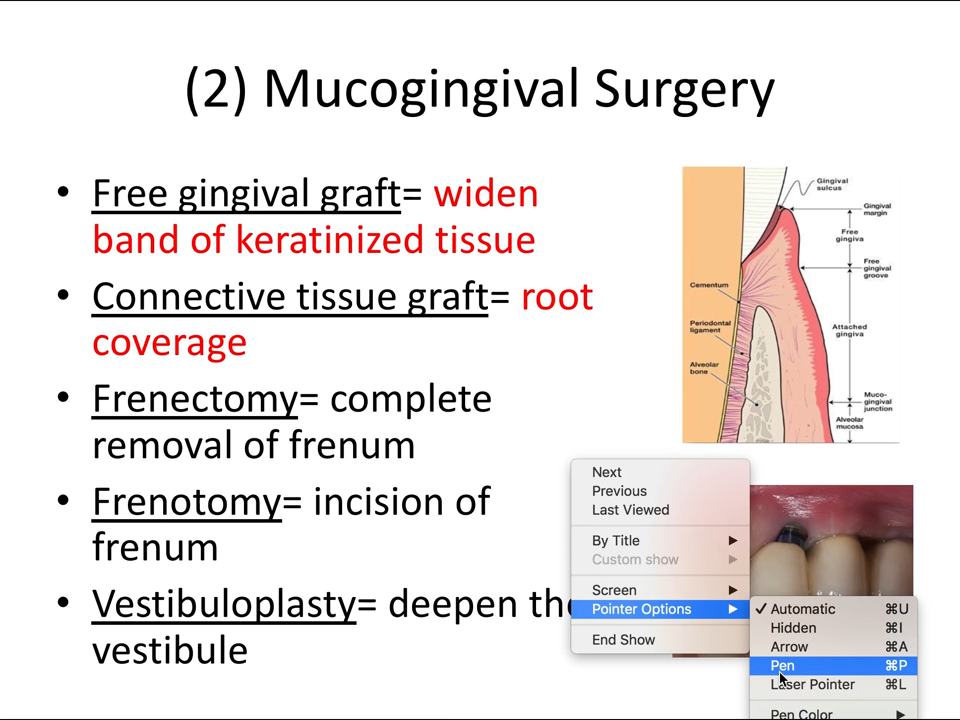 (2) Mucogingival Surgery
• Free gingival graft= widen
band of keratinized tissue
• Connective tissue graft= root
coverage
• Frenectomy= complete
removal of frenum
• Frenotomy= incision of
frenum
• Vestibuloplasty= deepen the
vestibule
Gingival
sulcus
Gingival
margin
Free
gingiva
Free
gingival
groove
Cementum
Periodontal
ligament
Attached
gingiva
Alveolar
bone
Muco-
gingival
junction
Alveolar
mucosa
Next
Previous
Last Viewed
By Title
Custom show
Screen
Pointer Options
End Show
✓ Automatic ⌘U
Hidden ⌘I
Arrow ⌘A
Pen ⌘P
Laser Pointer ⌘L
Pen Color